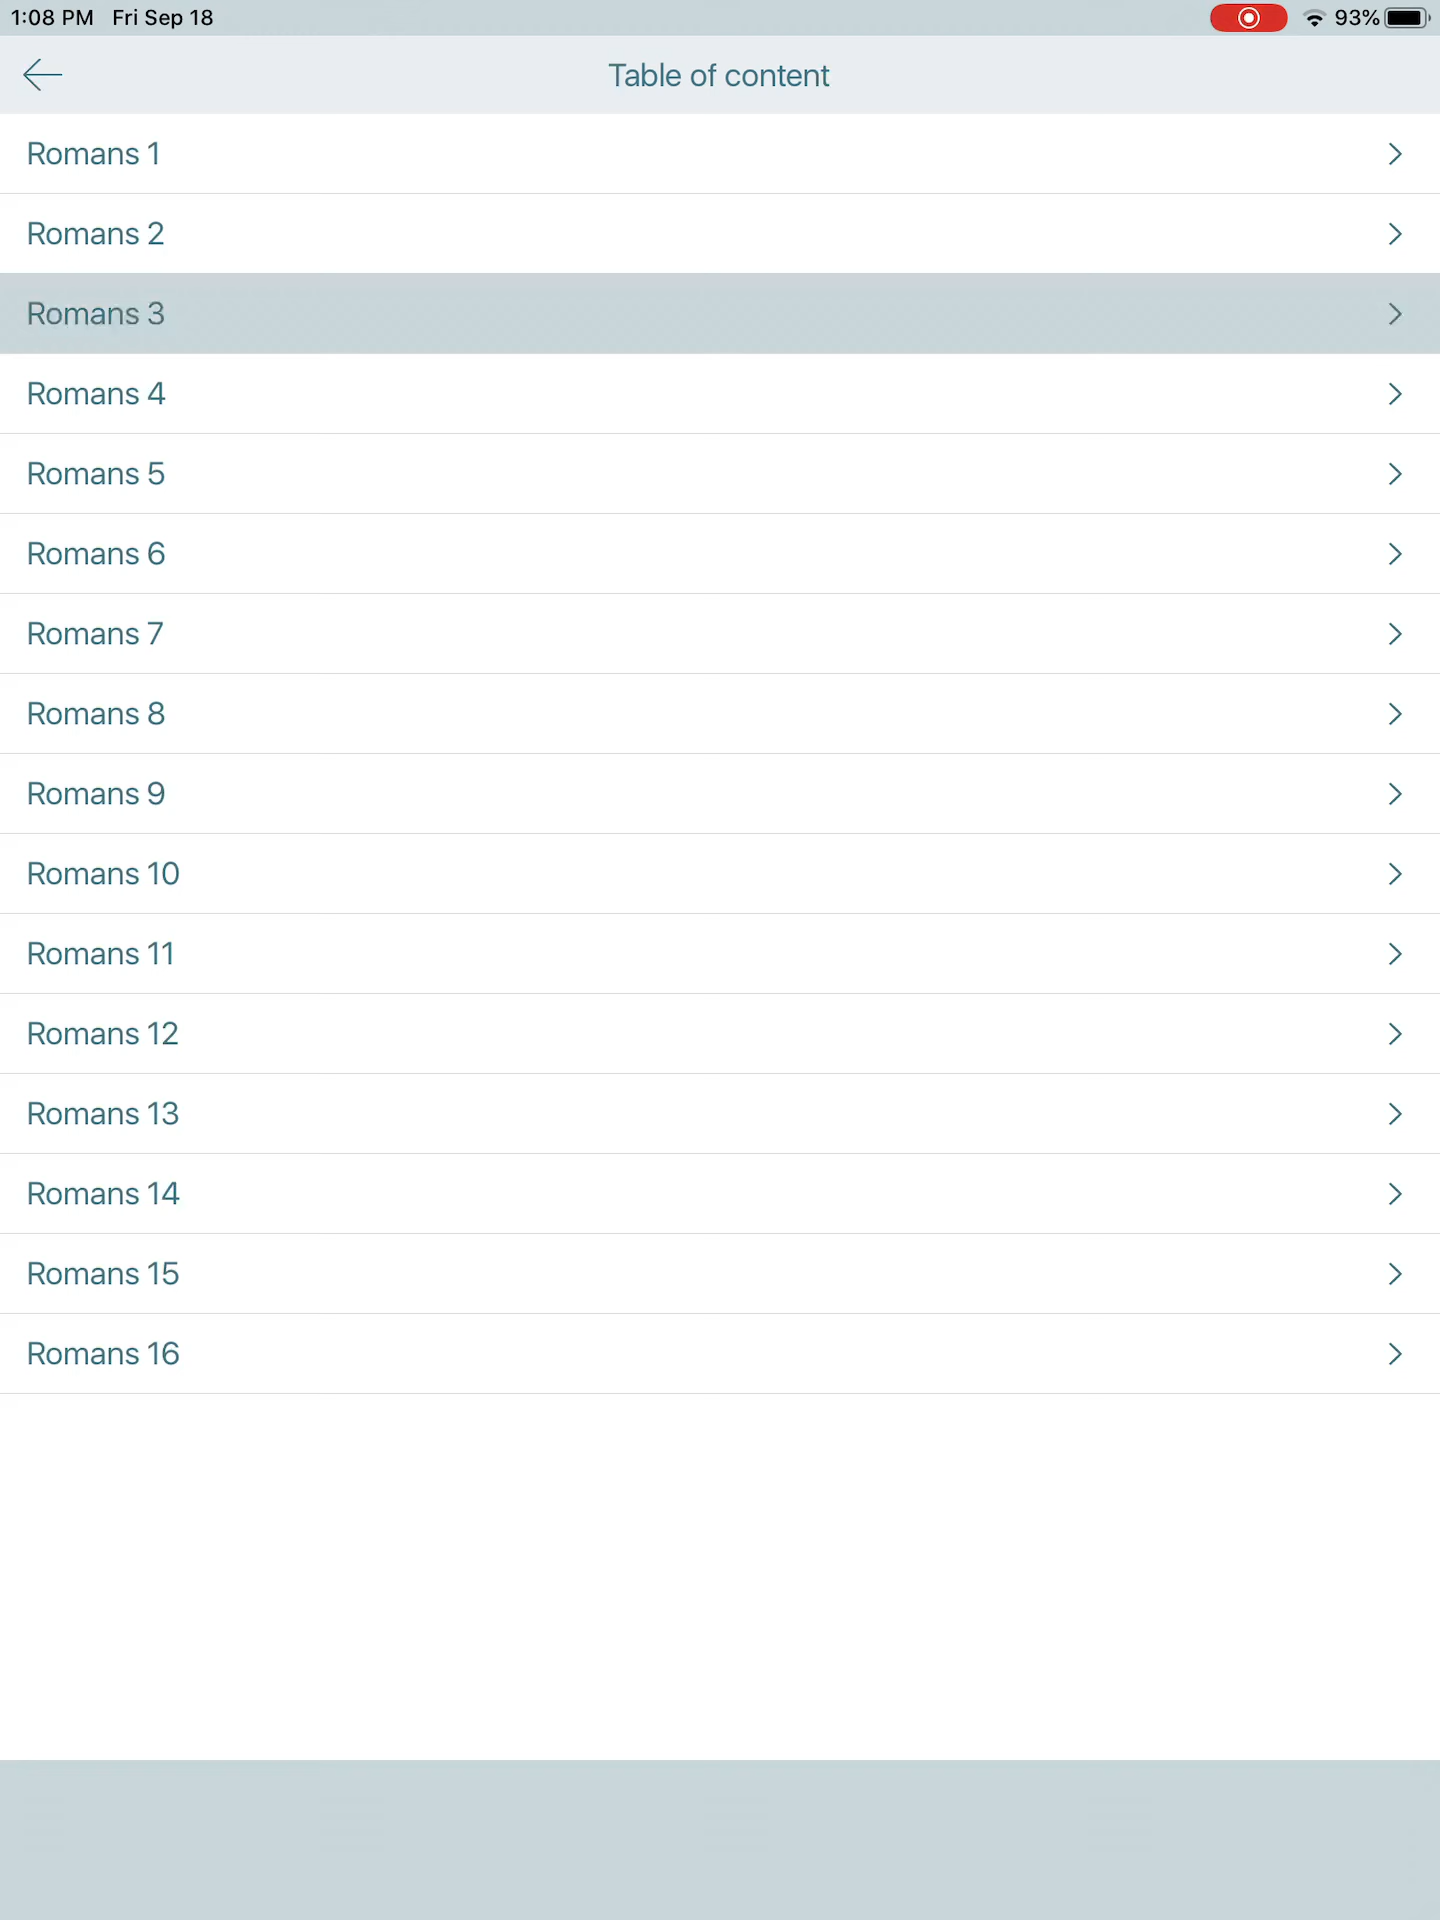 1:08 PM Fri Sep 18 93%
Table of content
Romans 1
Romans 2
Romans 3
Romans 4
Romans 5
Romans 6
Romans 7
Romans 8
Romans 9
Romans 10
Romans 11
Romans 12
Romans 13
Romans 14
Romans 15
Romans 16